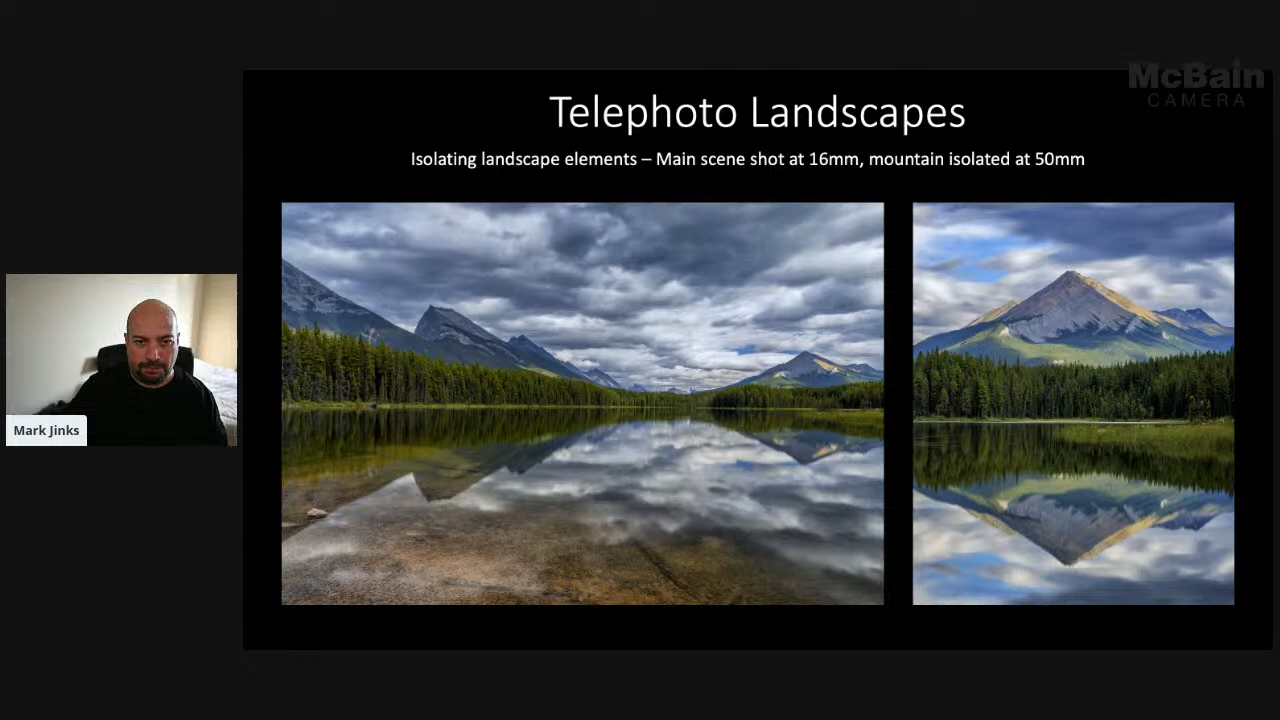 McBain
CAMERA
Telephoto Landscapes
Isolating landscape elements – Main scene shot at 16mm, mountain isolated at 50mm
Mark Jinks